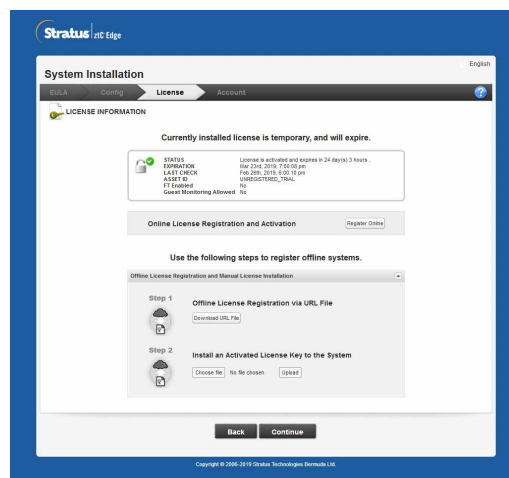 Stratus ztC Edge
English
System Installation
EULA Config License Account
?
LICENSE INFORMATION
Currently installed license is temporary, and will expire.
STATUS License is activated and expires in 24 day(s) 3 hours .
EXPIRATION Mar 23rd, 2019, 7:00:08 pm
LAST CHECK Feb 28th, 2019, 6:00:10 pm
ASSET ID UNREGISTERED_TRIAL
FT Enabled No
Guest Monitoring Allowed No
Online License Registration and Activation Register Online
Use the following steps to register offline systems.
Offline License Registration and Manual License Installation
Step 1
Offline License Registration via URL File
Download URL File
Step 2
Install an Activated License Key to the System
Choose file No file chosen Upload
Back Continue
Copyright © 2006-2019 Stratus Technologies Bermuda Ltd.